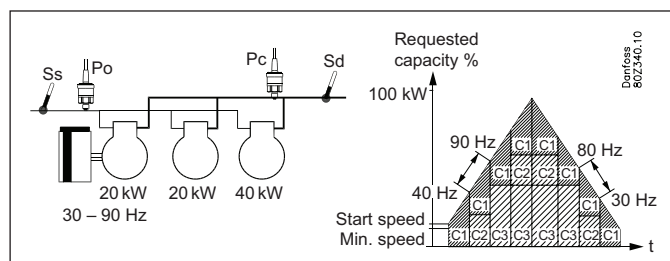 Ss
Po
Pc
Sd
20 kW
20 kW
40 kW
30 – 90 Hz
Requested
capacity %
100 kW
90 Hz
40 Hz
80 Hz
30 Hz
Start speed
Min. speed
C1 C1
C1 C2 C2 C1
C1 C1
C1 C2 C3 C3 C3 C3 C2 C1
t
Danfoss
80Z340.10